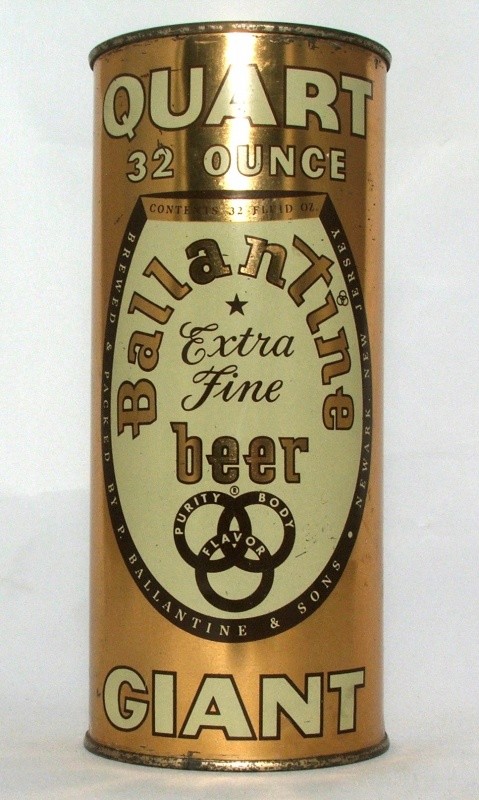 QUART
32 OUNCE
CONTENTS 32 FLUID OZ.
Ballantine
★
Extra
Fine
beer
®
PURITY BODY
FLAVOR
BREWED & PACKED BY P. BALLANTINE & SONS • NEWARK, NEW JERSEY
GIANT